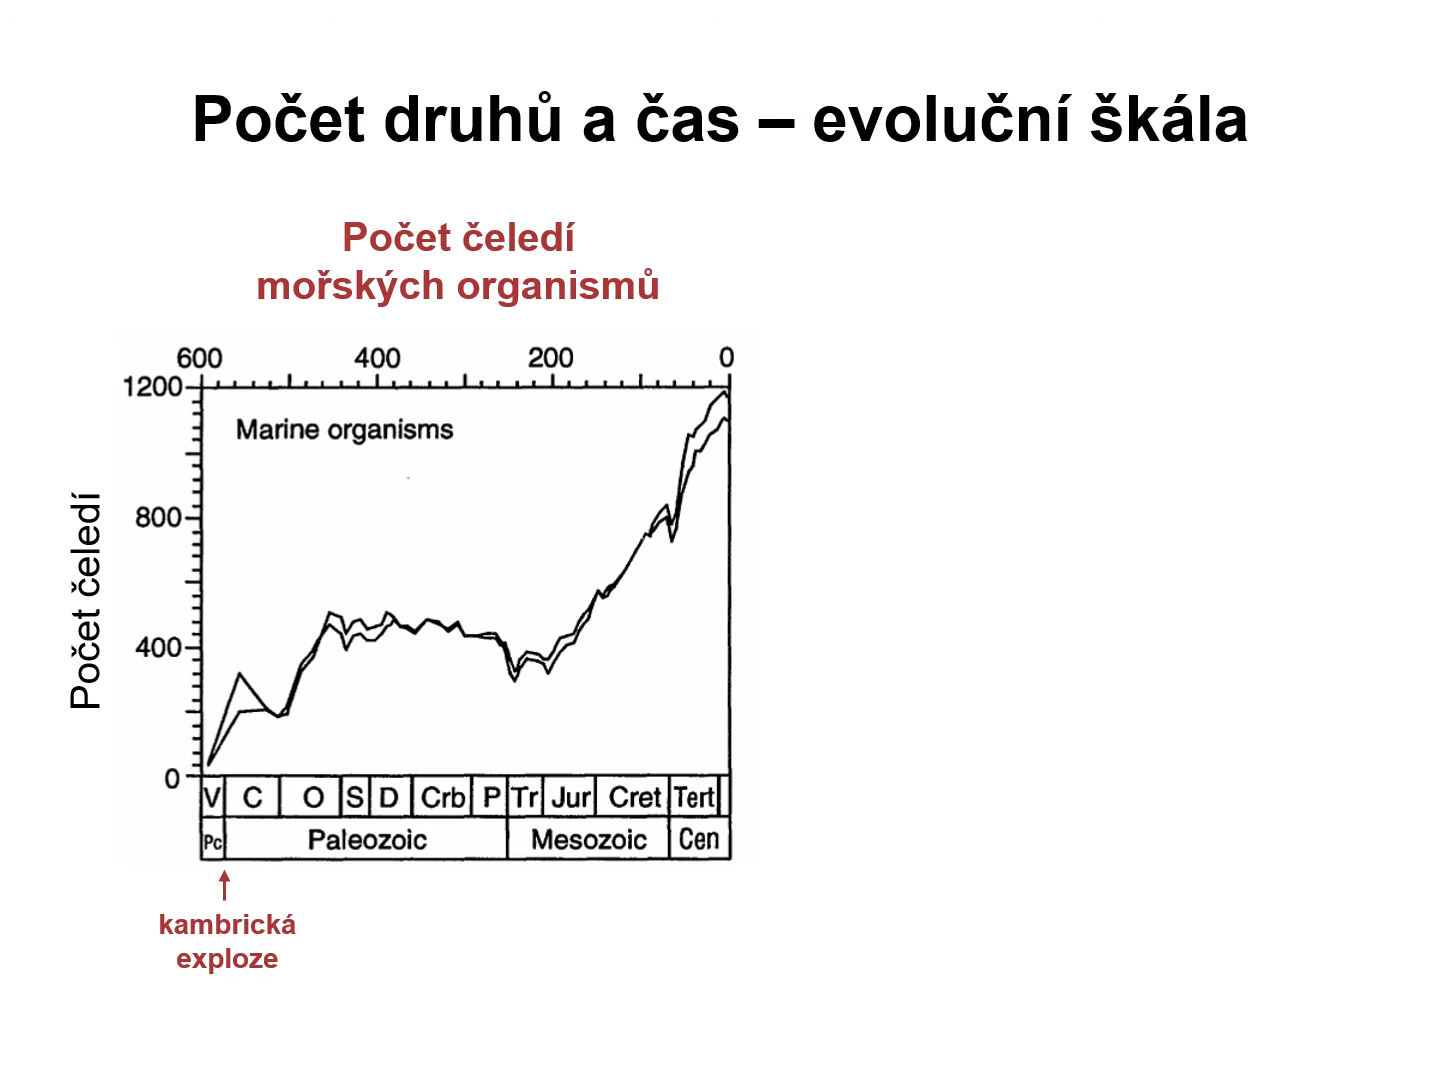 Počet druhů a čas – evoluční škála
Počet čeledí
mořských organismů
600 400 200 0
1200
Marine organisms
800
400
0
Počet čeledí
V C O S D Crb P Tr Jur Cret Tert
Pc Paleozoic Mesozoic Cen
kambrická
exploze